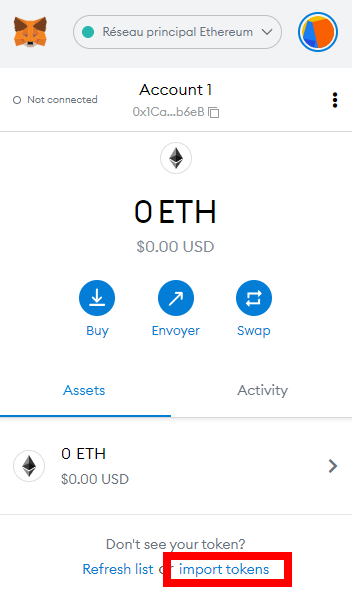 Réseau principal Ethereum
Not connected
Account 1
0x1Ca...b6eB
0 ETH
$0.00 USD
Buy Envoyer Swap
Assets Activity
0 ETH
$0.00 USD
Don't see your token?
Refresh list or import tokens